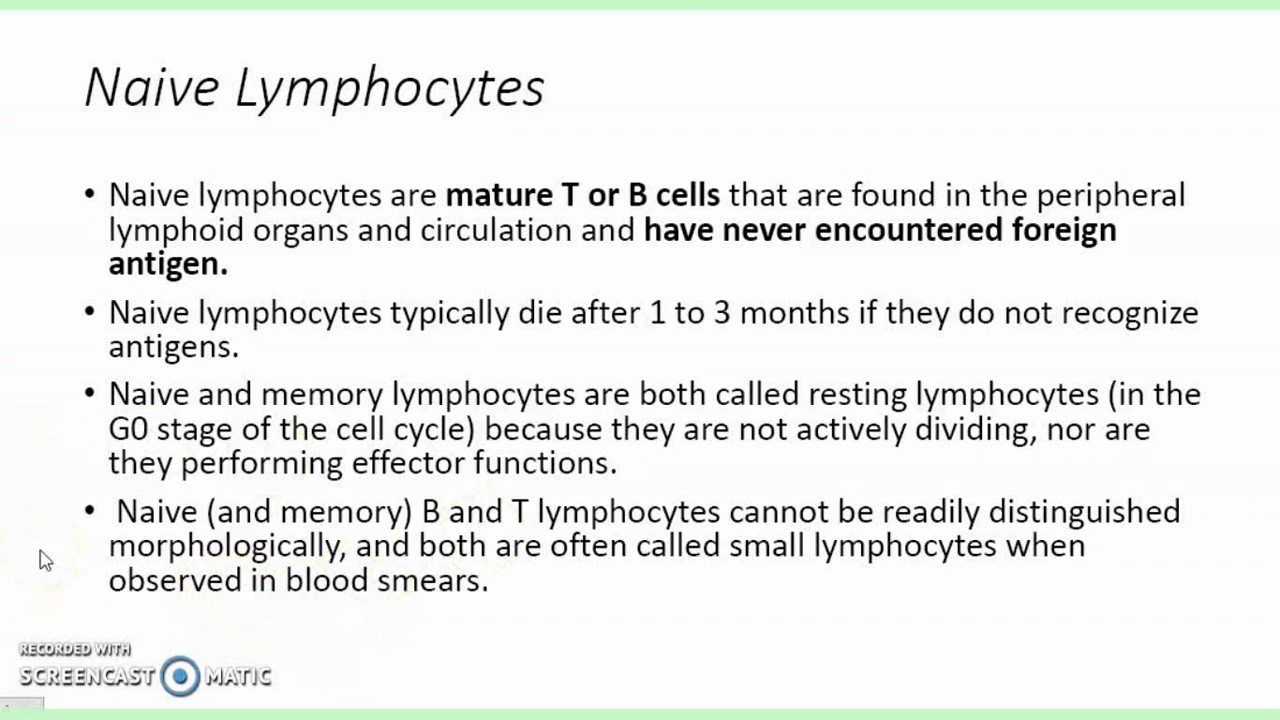 Naive Lymphocytes
• Naive lymphocytes are mature T or B cells that are found in the peripheral
lymphoid organs and circulation and have never encountered foreign
antigen.
• Naive lymphocytes typically die after 1 to 3 months if they do not recognize
antigens.
• Naive and memory lymphocytes are both called resting lymphocytes (in the
G0 stage of the cell cycle) because they are not actively dividing, nor are
they performing effector functions.
• Naive (and memory) B and T lymphocytes cannot be readily distinguished
morphologically, and both are often called small lymphocytes when
observed in blood smears.
RECORDED WITH
SCREENCAST MATIC